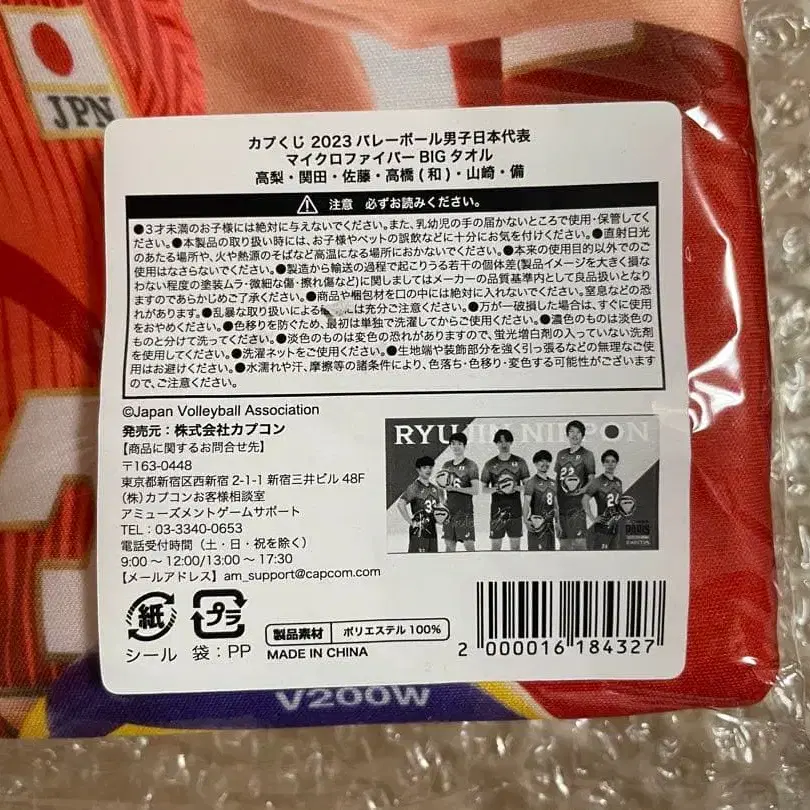 JPN
カプくじ 2023 バレーボール男子日本代表
マイクロファイバー BIG タオル
高梨・関田・佐藤・高橋(和)・山崎・備
注意 必ずお読みください。
●3才未満のお子様には絶対に与えないでください。また、乳幼児の手の届かないところで使用・保管してく
ださい。●本製品の取り扱い時には、お子様やペットの誤飲などに十分にお気を付けください。●直射日光
のあたる場所や、火や熱源のそばなど高温になる場所におかないでください。●本来の使用目的以外でのご
使用はなさらないでください。●製造から輸送の過程で起こりうる若干の個体差(製品イメージを大きく損な
わない程度の塗装ムラ・微細な傷・擦れ傷など)に関しましてはメーカーの品質基準内として良品扱いとなり
ますのであらかじめご了承ください。●商品や梱包材を口の中には絶対に入れないでください。窒息などの恐
れがあります。●乱暴な取り扱いによる は充分ご注意ください。●万が一破損した場合は、すぐに使用
をおやめください。●色移りを防ぐため、最初は単独で洗濯してからご使用ください。●濃色のものは淡色の
ものと分けて洗ってください。●淡色のものは変色の恐れがありますので、蛍光増白剤の入っていない洗剤
を使用してください。●洗濯ネットをご使用ください。●生地端や装飾部分を強く引っ張るなどの無理なご使
用はお避けください。●水濡れや汗、摩擦等の諸条件により、色落ち・色移り・変色する可能性がございます
ので、ご注意ください。
©Japan Volleyball Association
発売元：株式会社カプコン
【商品に関するお問合せ先】
〒163-0448
東京都新宿区西新宿 2-1-1 新宿三井ビル 48F
(株) カプコンお客様相談室
アミューズメントゲームサポート
TEL：03-3340-0653
電話受付時間（土・日・祝を除く）
9:00～12:00/13:00～17:30
【メールアドレス】am_support@capcom.com
RYUJIN NIPPON
紙
シール
プラ
袋：PP
製品素材 ポリエステル 100%
MADE IN CHINA
2 000016 184327
V200W